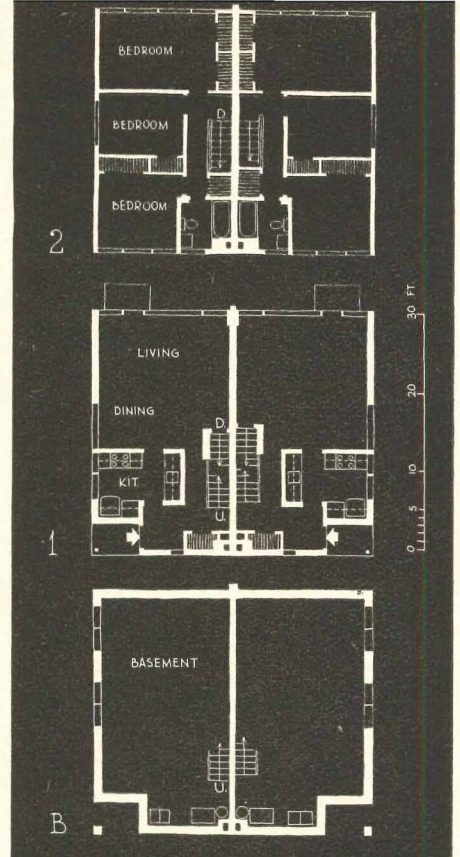 BEDROOM
D.
BEDROOM
BEDROOM
2
LIVING
DINING
D.
KIT.
U.
1
30 FT.
20
10
5
0
BASEMENT
U.
B